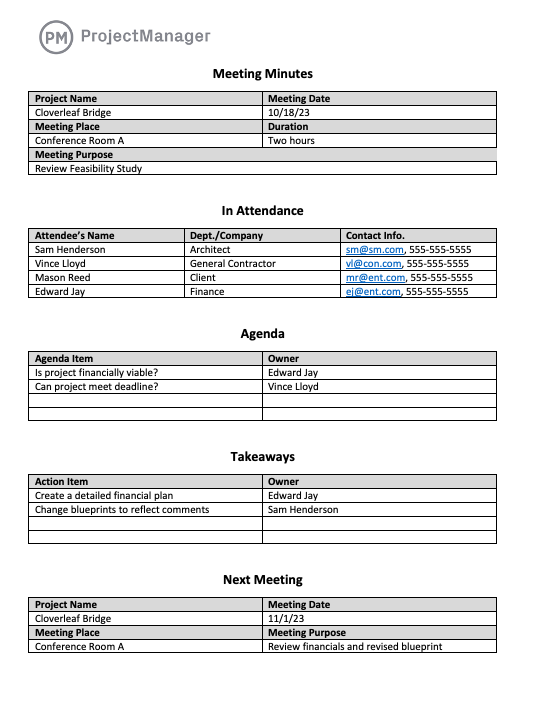 PM ProjectManager
Meeting Minutes
Project Name Meeting Date
Cloverleaf Bridge 10/18/23
Meeting Place Duration
Conference Room A Two hours
Meeting Purpose
Review Feasibility Study
In Attendance
Attendee's Name Dept./Company Contact Info.
Sam Henderson Architect sm@sm.com, 555-555-5555
Vince Lloyd General Contractor vl@con.com, 555-555-5555
Mason Reed Client mr@ent.com, 555-555-5555
Edward Jay Finance ej@ent.com, 555-555-5555
Agenda
Agenda Item Owner
Is project financially viable? Edward Jay
Can project meet deadline? Vince Lloyd
Takeaways
Action Item Owner
Create a detailed financial plan Edward Jay
Change blueprints to reflect comments Sam Henderson
Next Meeting
Project Name Meeting Date
Cloverleaf Bridge 11/1/23
Meeting Place Meeting Purpose
Conference Room A Review financials and revised blueprint